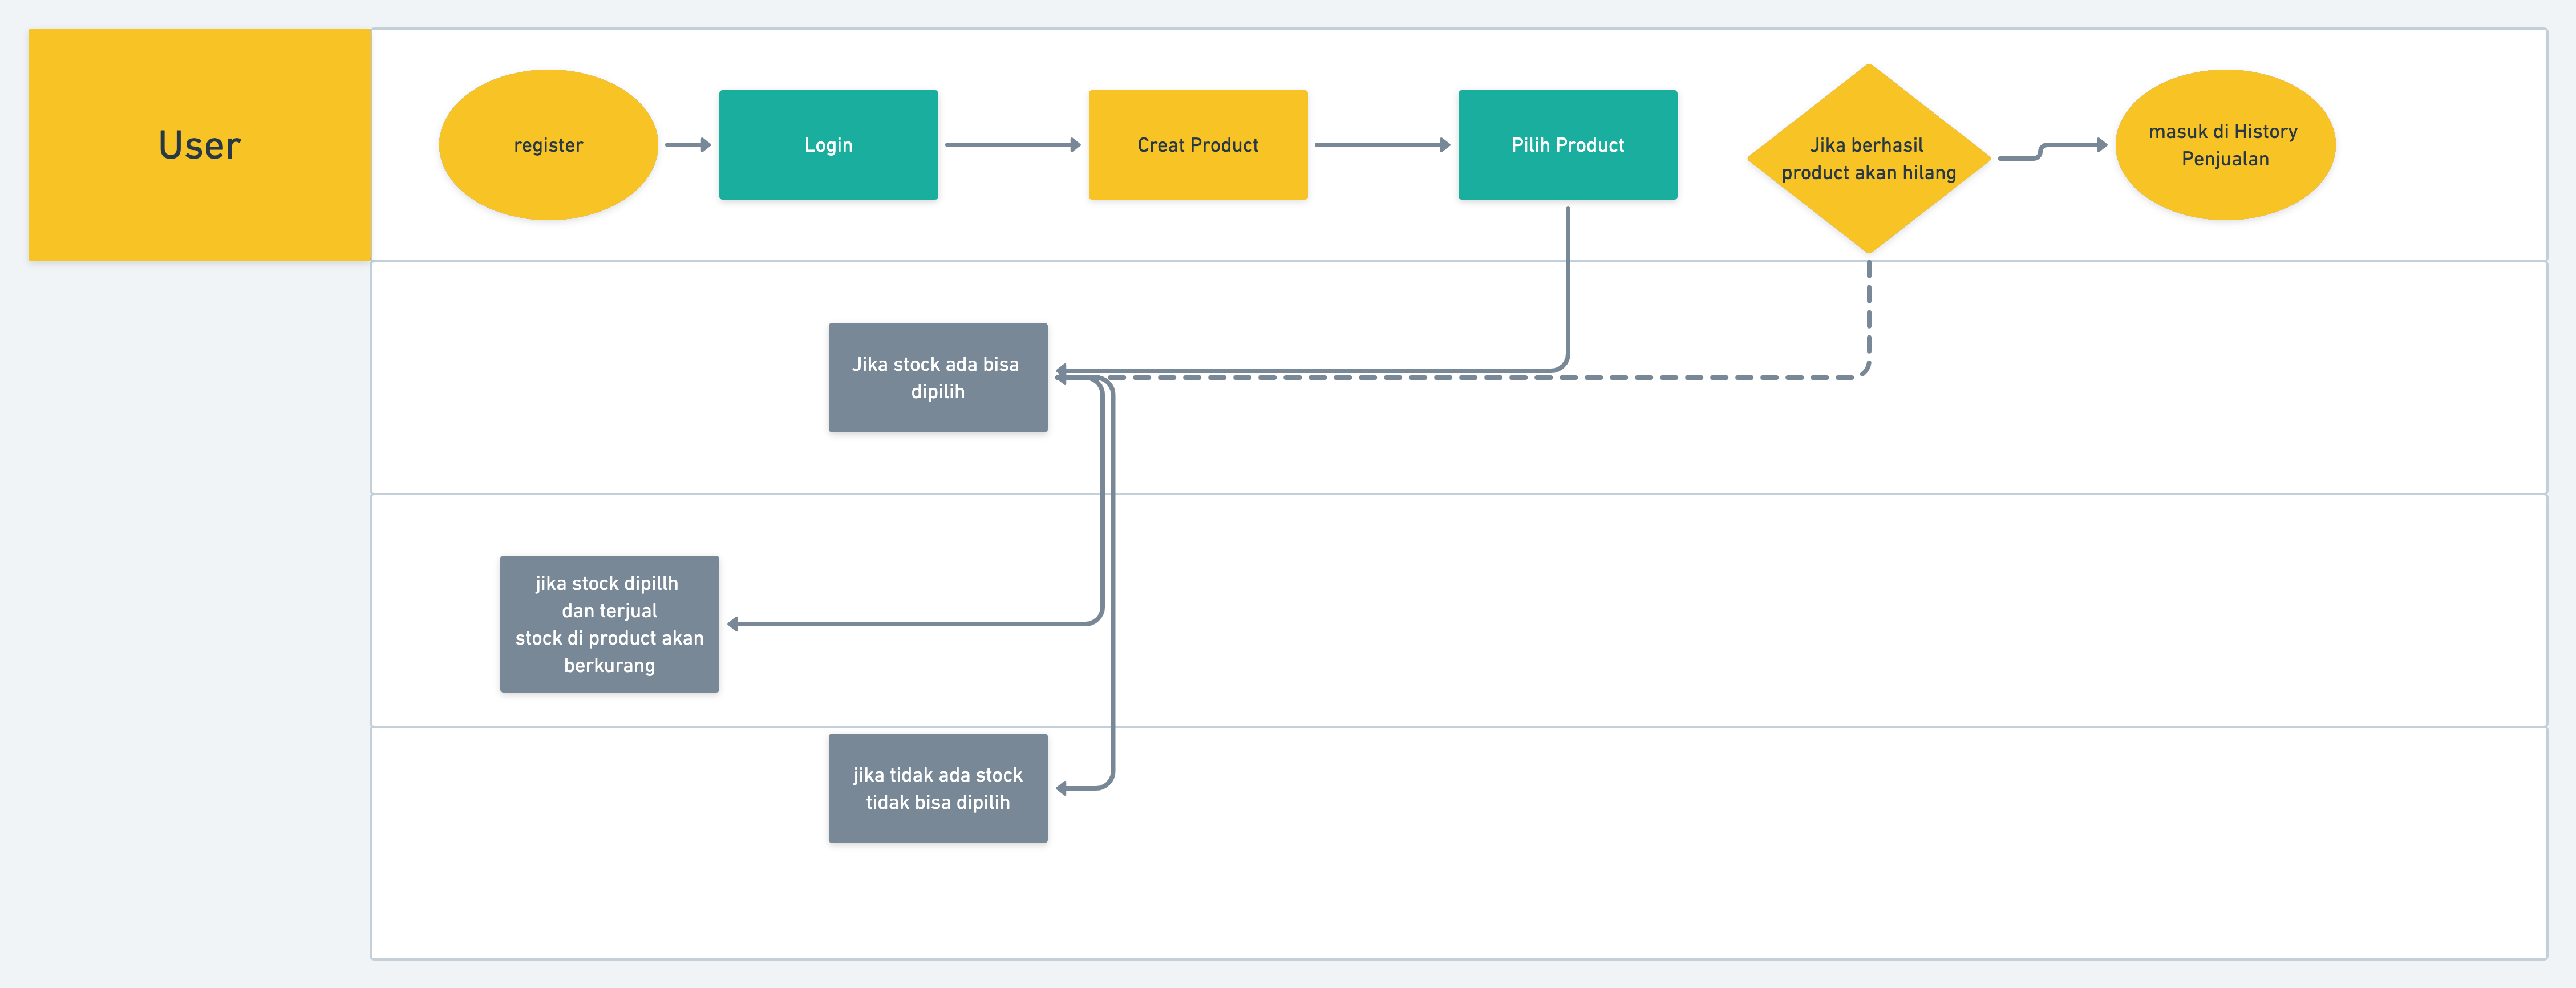 User
register
Login
Creat Product
Pilih Product
Jika berhasil
product akan hilang
masuk di History
Penjualan
Jika stock ada bisa
dipilih
jika stock dipillh
dan terjual
stock di product akan
berkurang
jika tidak ada stock
tidak bisa dipilih